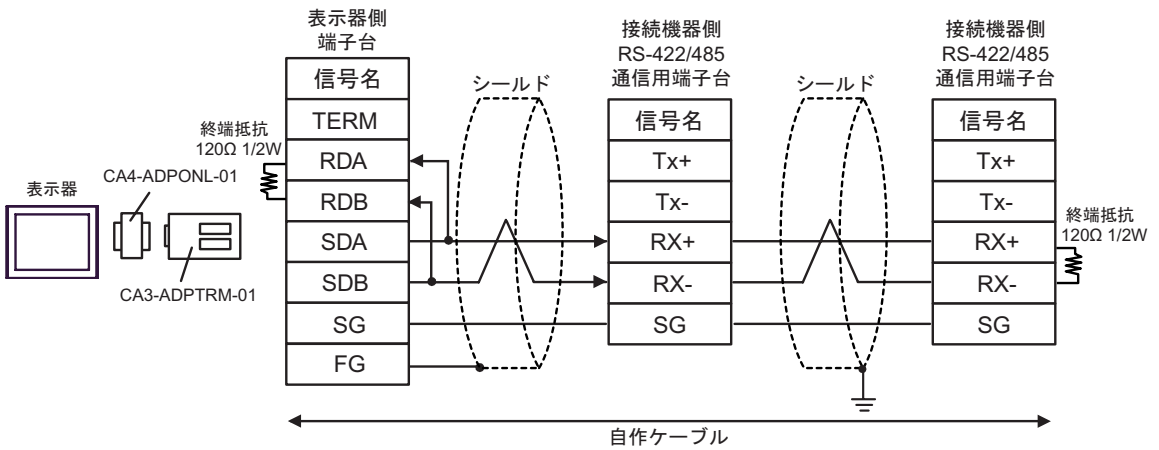 表示器側
端子台
接続機器側
RS-422/485
通信用端子台
接続機器側
RS-422/485
通信用端子台
シールド
シールド
終端抵抗
120Ω 1/2W
表示器
CA4-ADPONL-01
CA3-ADPTRM-01
信号名
TERM
RDA
RDB
SDA
SDB
SG
FG
信号名
Tx+
Tx-
RX+
RX-
SG
信号名
Tx+
Tx-
RX+
RX-
SG
終端抵抗
120Ω 1/2W
自作ケーブル